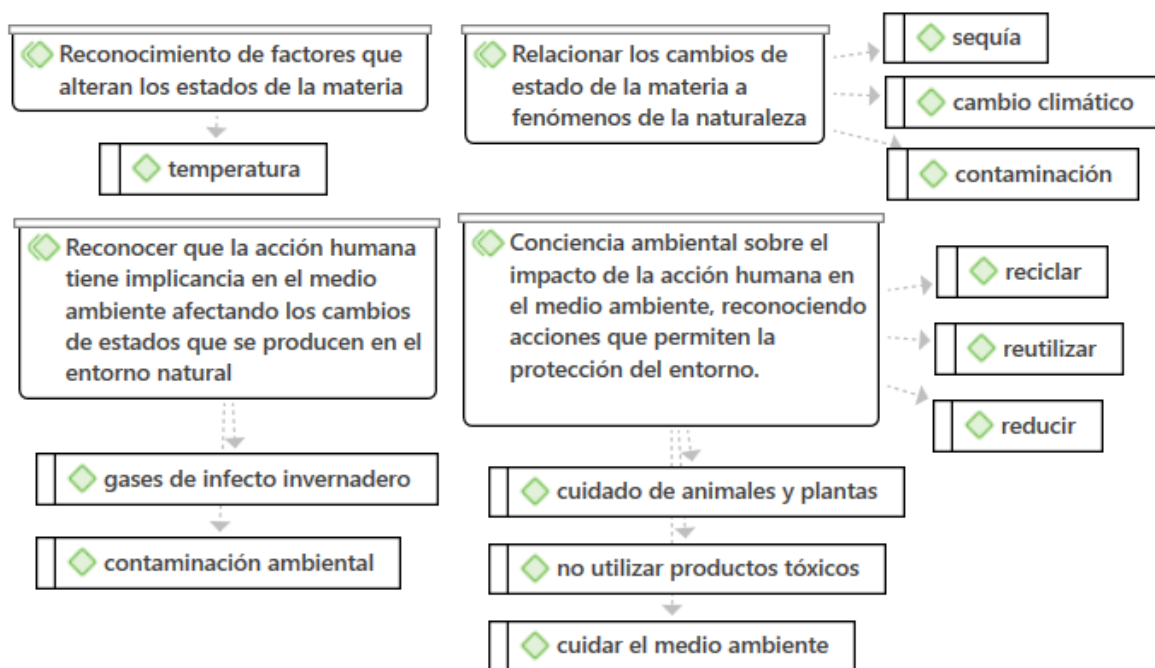 Reconocimiento de factores que
alteran los estados de la materia
temperatura
Relacionar los cambios de
estado de la materia a
fenómenos de la naturaleza
sequía
cambio climático
contaminación
Reconocer que la acción humana
tiene implicancia en el medio
ambiente afectando los cambios
de estados que se producen en el
entorno natural
gases de infecto invernadero
contaminación ambiental
Conciencia ambiental sobre el
impacto de la acción humana en
el medio ambiente, reconociendo
acciones que permiten la
protección del entorno.
reciclar
reutilizar
reducir
cuidado de animales y plantas
no utilizar productos tóxicos
cuidar el medio ambiente